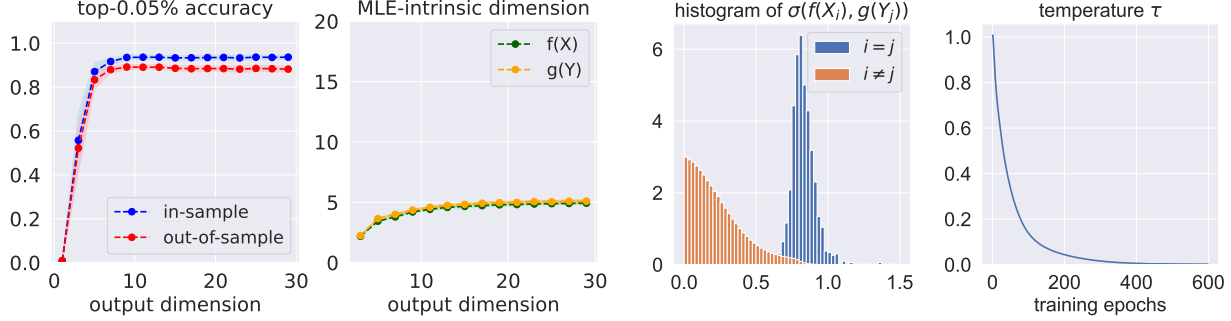 top-0.05% accuracy
1.0
0.8
0.6
0.4
0.2
0.0
in-sample
out-of-sample
0 10 20 30
output dimension
MLE-intrinsic dimension
20
15
10
5
0
f(X)
g(Y)
10 20 30
output dimension
histogram of σ(f(X_i), g(Y_j))
6
4
2
0
i = j
i ≠ j
0.0 0.5 1.0 1.5
temperature τ
1.0
0.8
0.6
0.4
0.2
0.0
0 200 400 600
training epochs